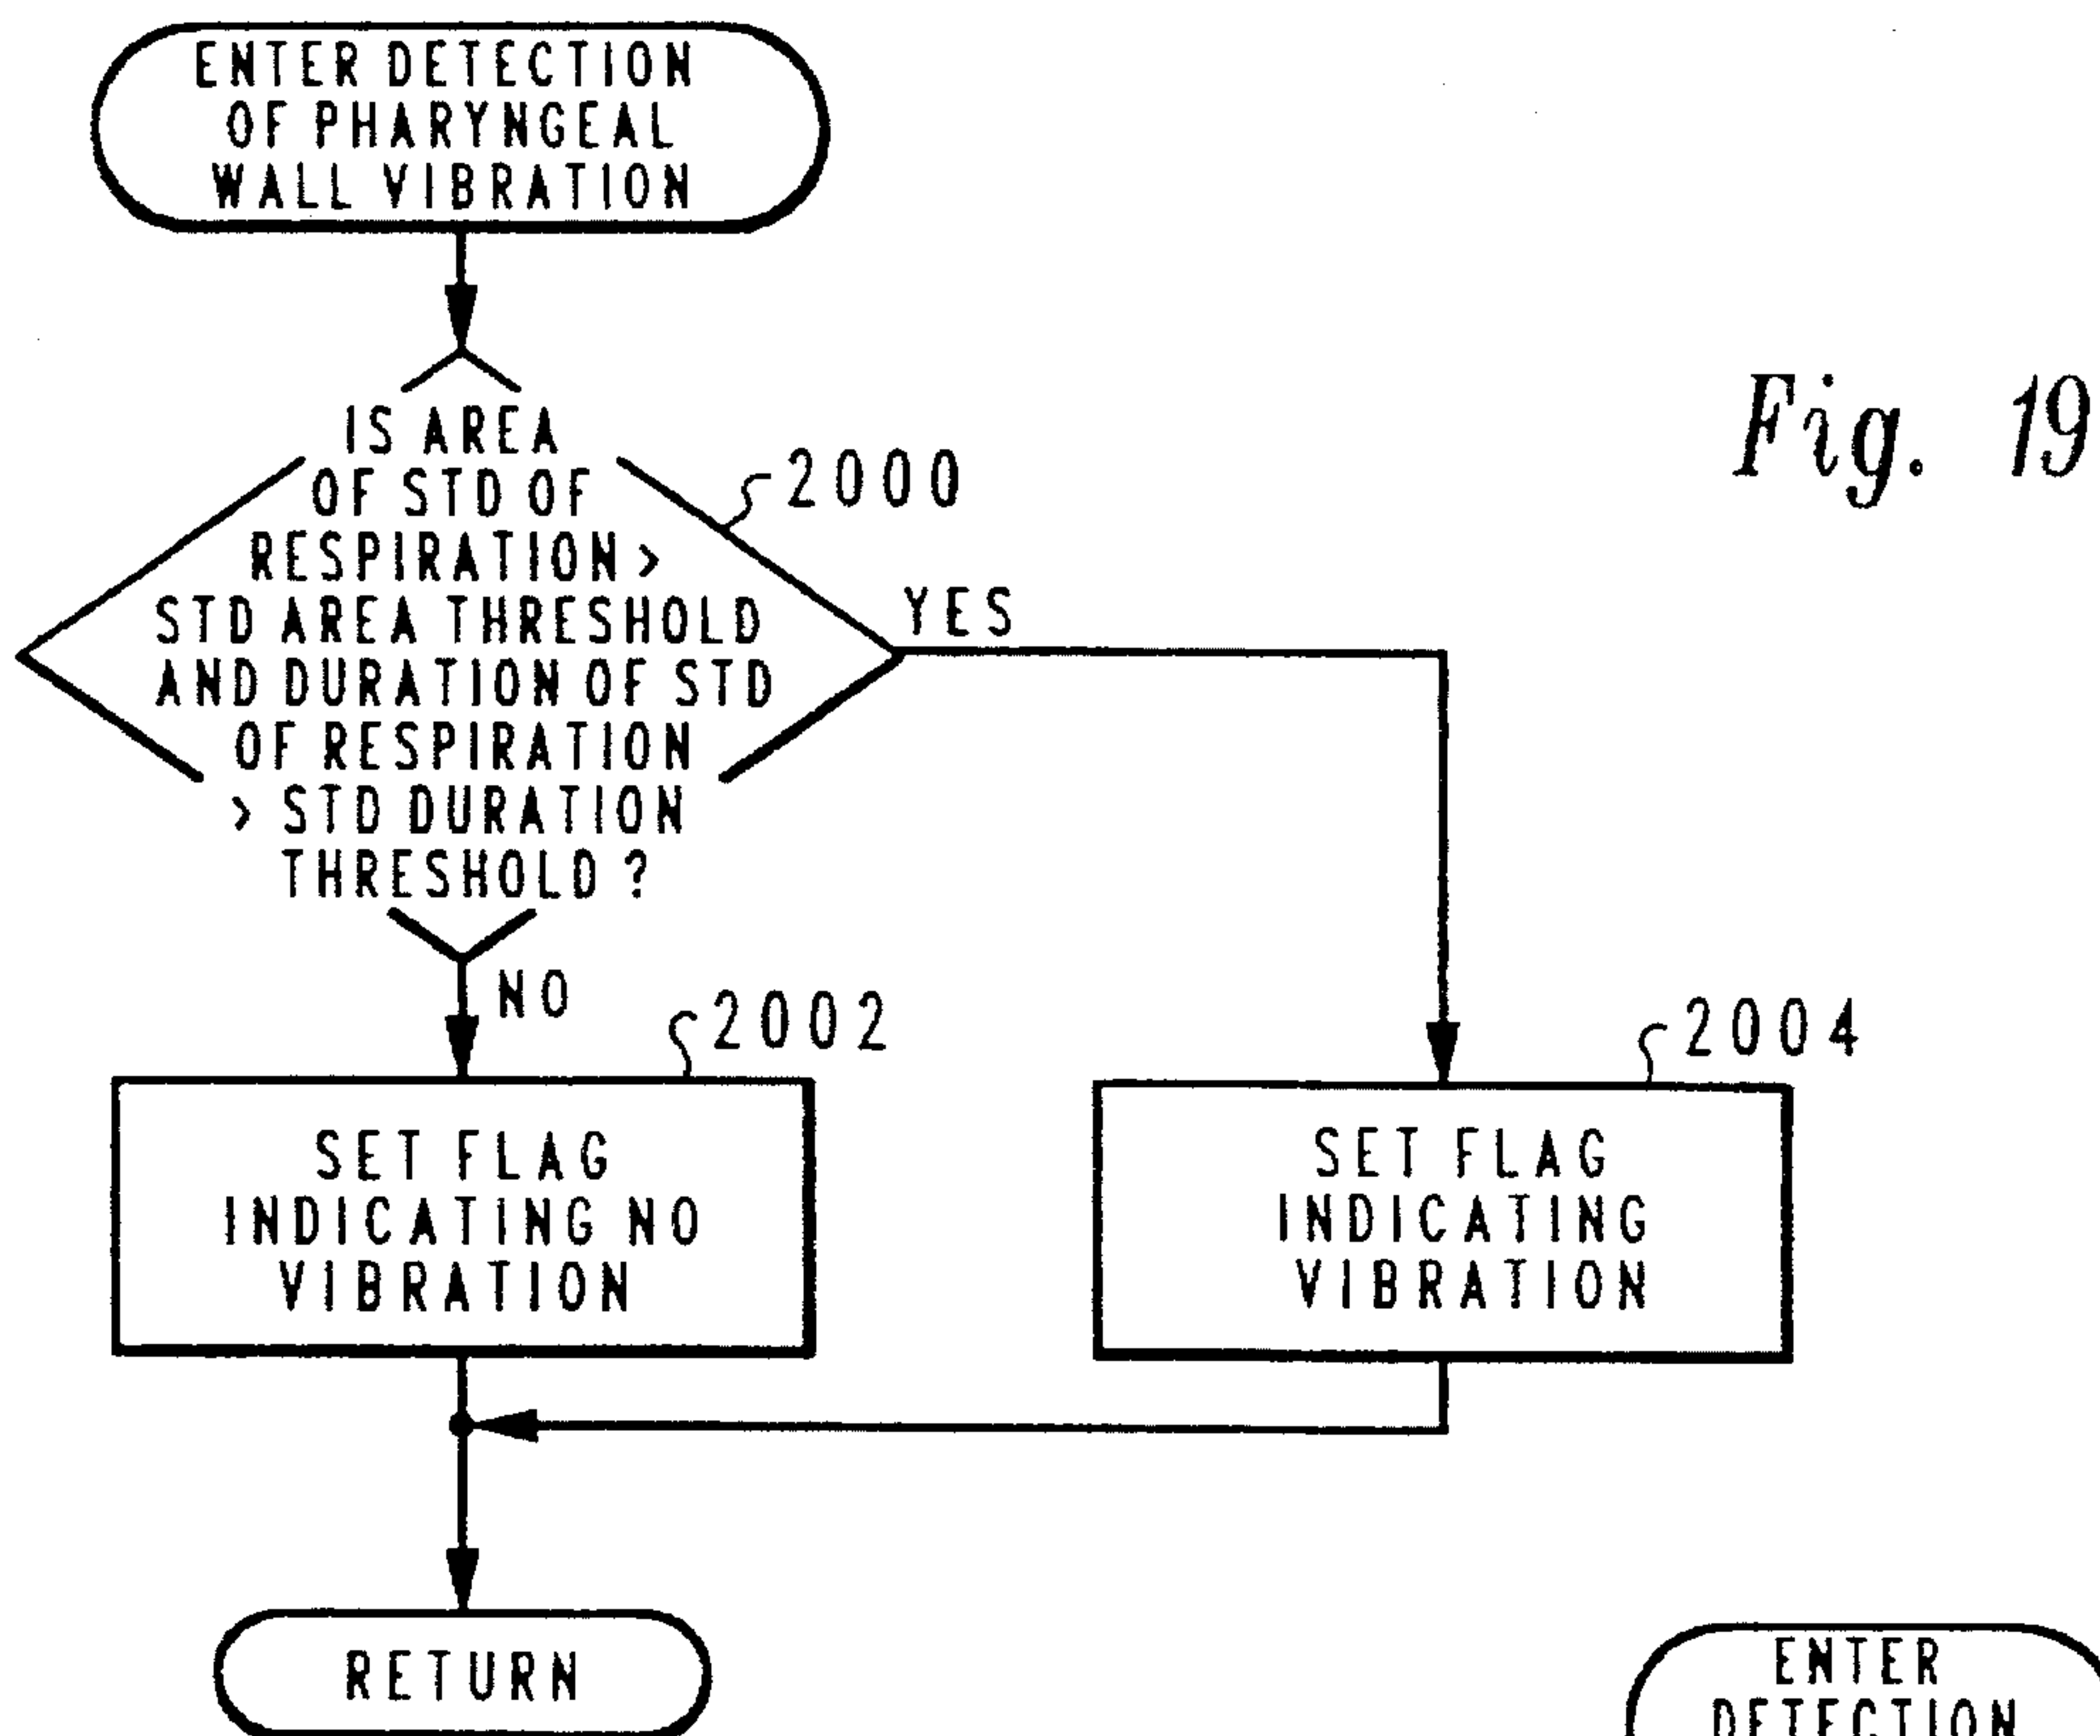 ENTER DETECTION
OF PHARYNGEAL
WALL VIBRATION
Fig. 19
IS AREA
OF STD OF
RESPIRATION >
STD AREA THRESHOLD
AND DURATION OF STD
OF RESPIRATION
> STD DURATION
THRESHOLD ?
2000
YES
NO
2002
SET FLAG
INDICATING NO
VIBRATION
2004
SET FLAG
INDICATING
VIBRATION
RETURN
ENTER
DETECTION